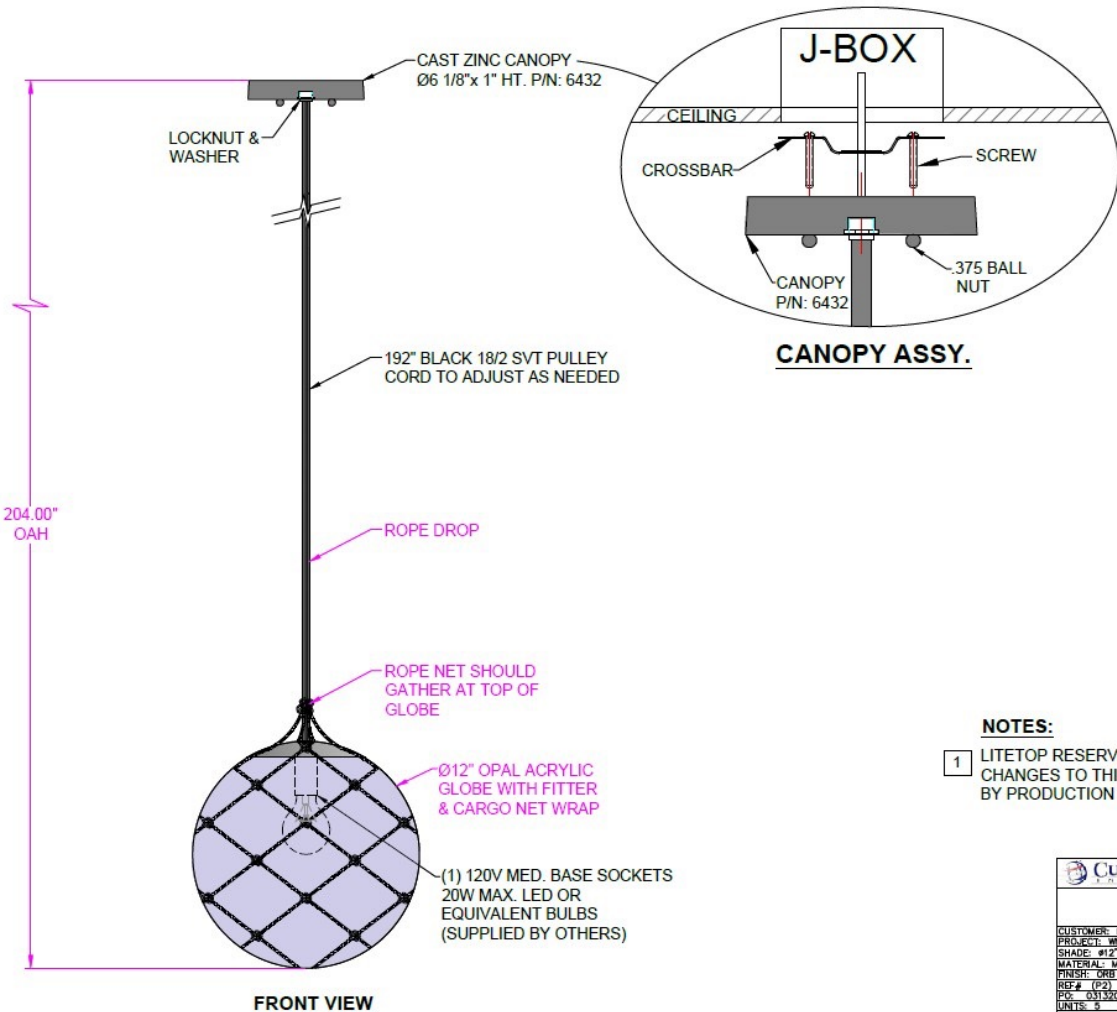 CAST ZINC CANOPY
Ø6 1/8"x 1" HT. P/N: 6432
LOCKNUT &
WASHER
J-BOX
CEILING
CROSSBAR
SCREW
CANOPY
P/N: 6432
.375 BALL
NUT
CANOPY ASSY.
192" BLACK 18/2 SVT PULLEY
CORD TO ADJUST AS NEEDED
204.00"
OAH
ROPE DROP
ROPE NET SHOULD
GATHER AT TOP OF
GLOBE
Ø12" OPAL ACRYLIC
GLOBE WITH FITTER
& CARGO NET WRAP
(1) 120V MED. BASE SOCKETS
20W MAX. LED OR
EQUIVALENT BULBS
(SUPPLIED BY OTHERS)
FRONT VIEW
NOTES:
1 LITETOP RESERV
CHANGES TO THI
BY PRODUCTION
Cu
CUSTOMER:
PROJECT: W
SHADE: ø12"
MATERIAL: M
FINISH: ORB
REF# (P2)
PO: 03132
UNITS: 5